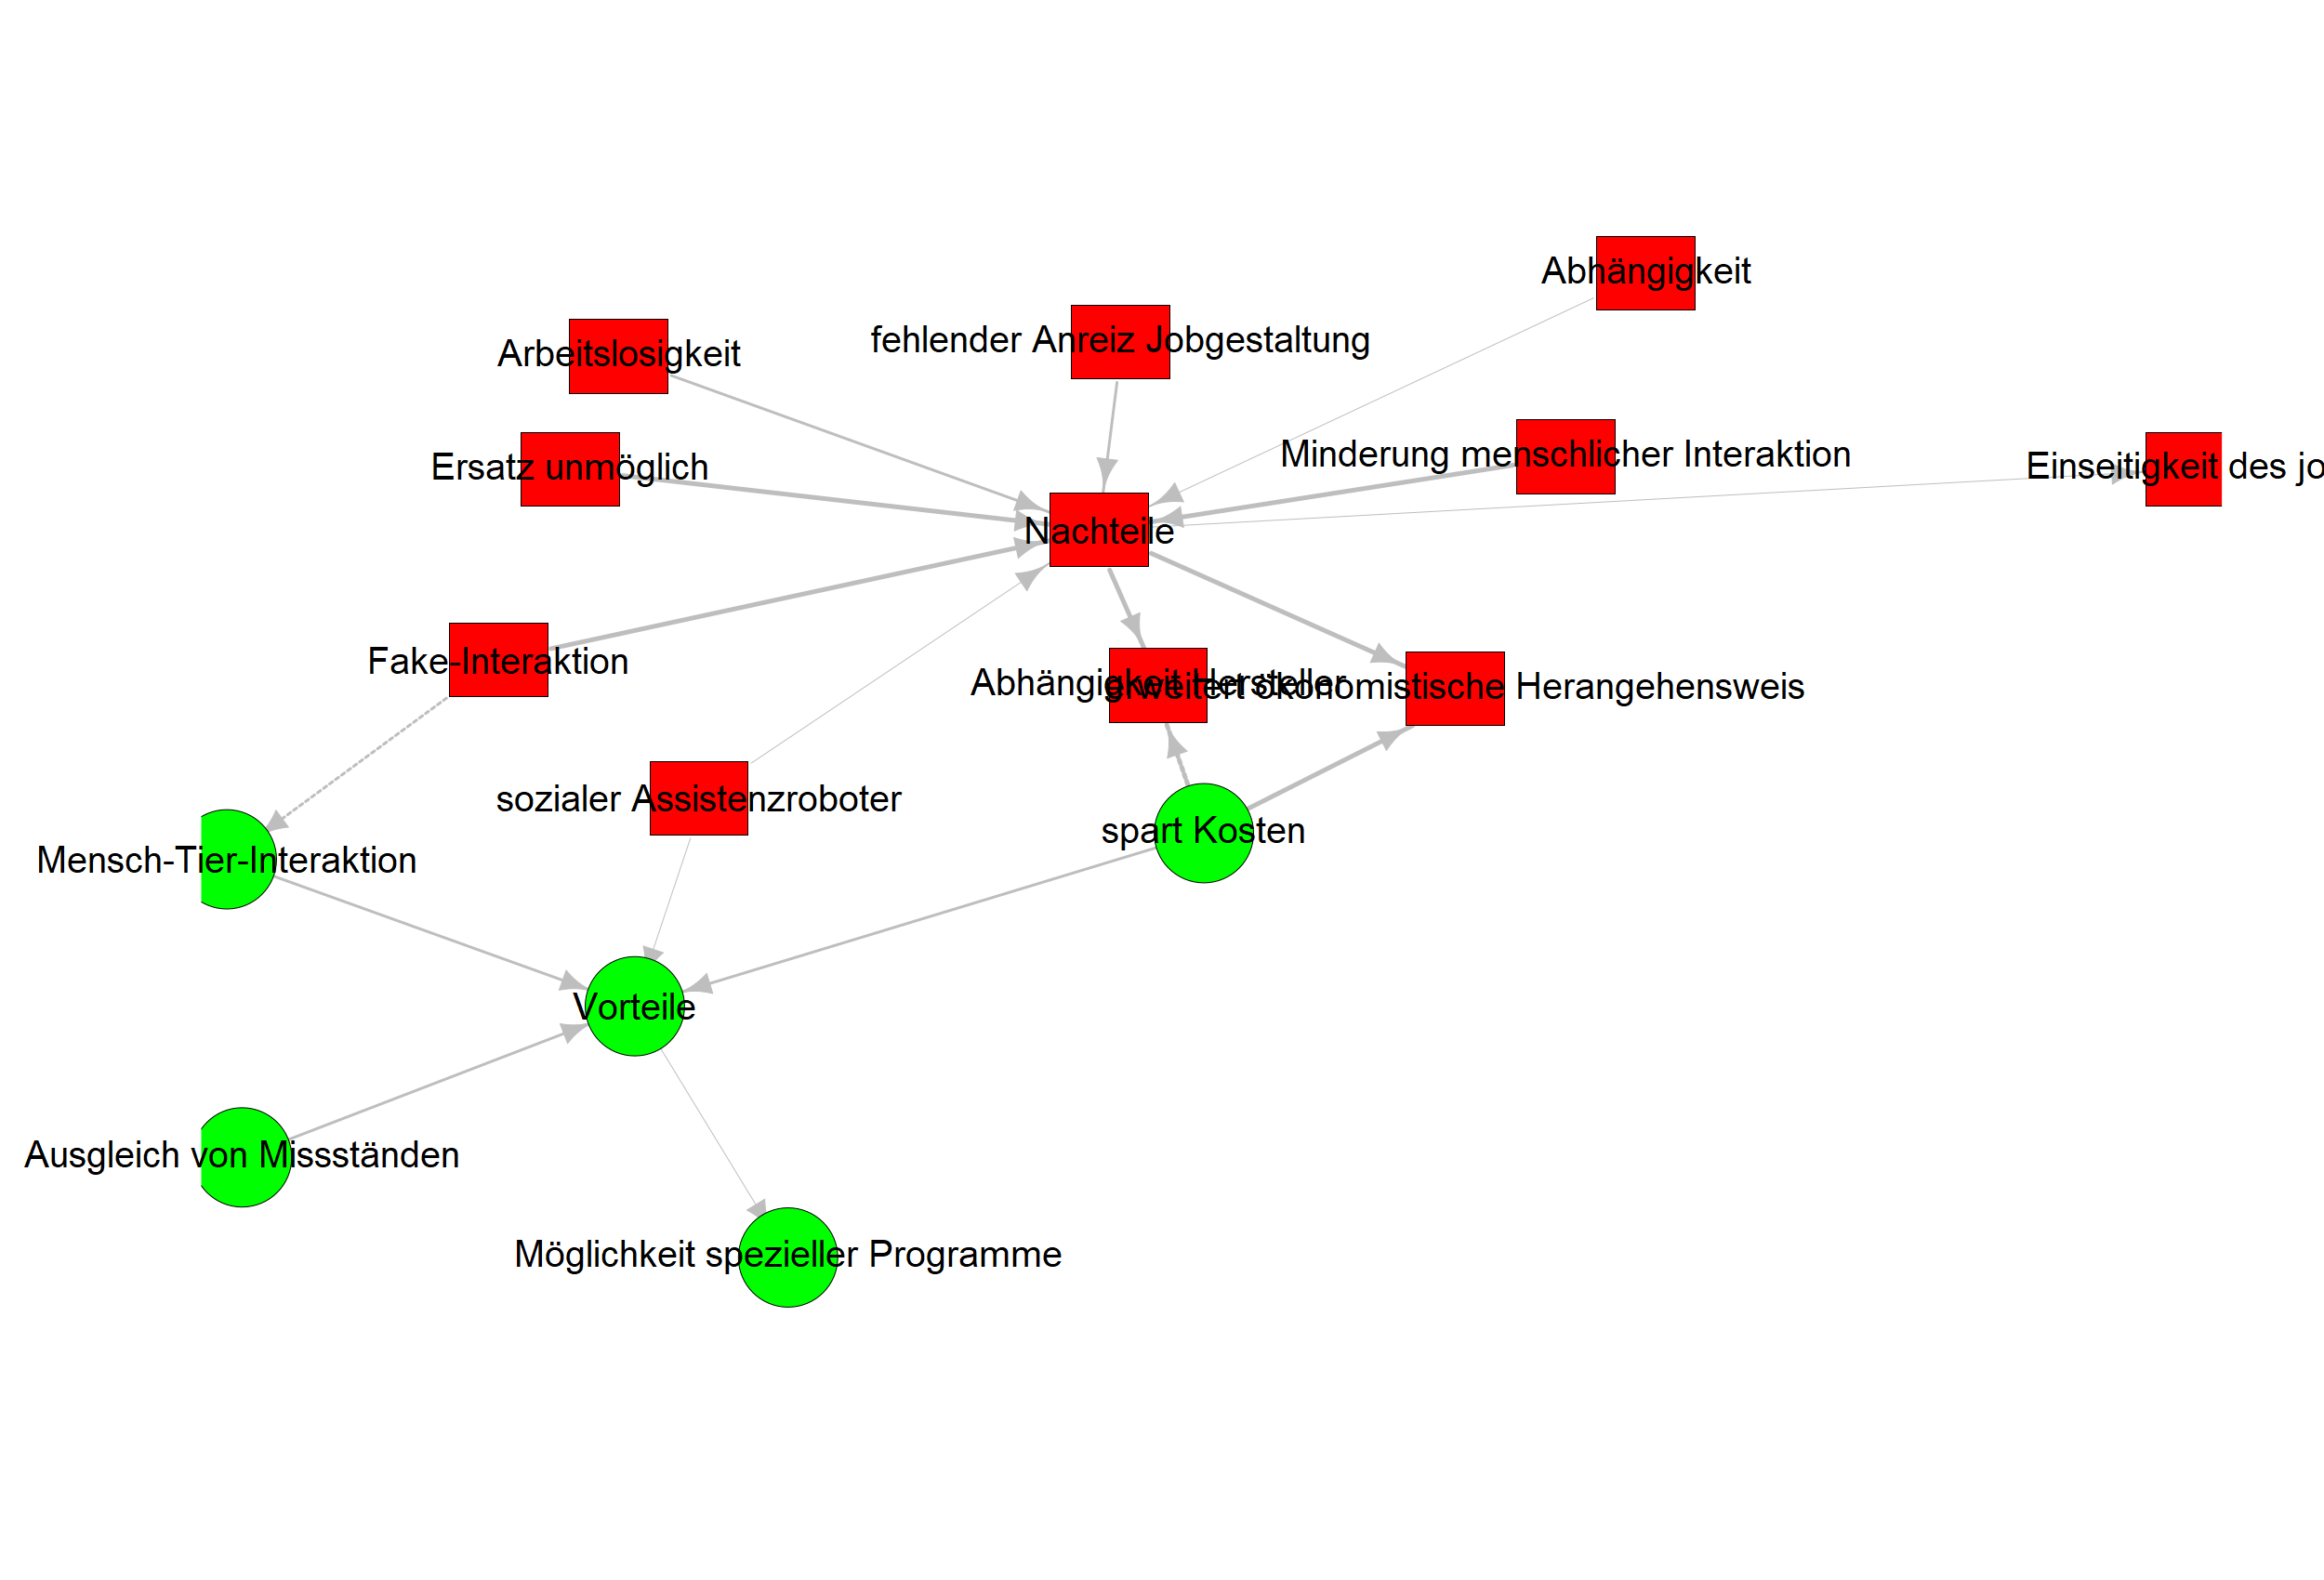 Abhängigkeit
fehlender Anreiz Jobgestaltung
Arbeitslosigkeit
Minderung menschlicher Interaktion
Ersatz unmöglich
Einseitigkeit des jo
Nachteile
Fake-Interaktion
Abhängigkeit Hersteller
erweitert ökonomistische Herangehensweis
sozialer Assistenzroboter
spart Kosten
Mensch-Tier-Interaktion
Vorteile
Ausgleich von Missständen
Möglichkeit spezieller Programme